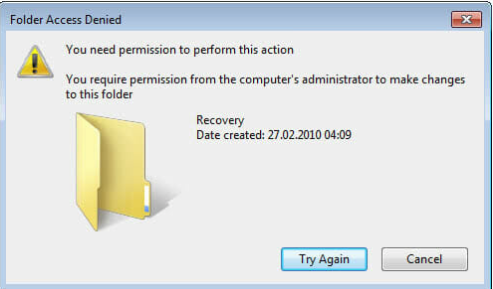 Folder Access Denied
You need permission to perform this action
You require permission from the computer's administrator to make changes
to this folder
Recovery
Date created: 27.02.2010 04:09
Try Again
Cancel